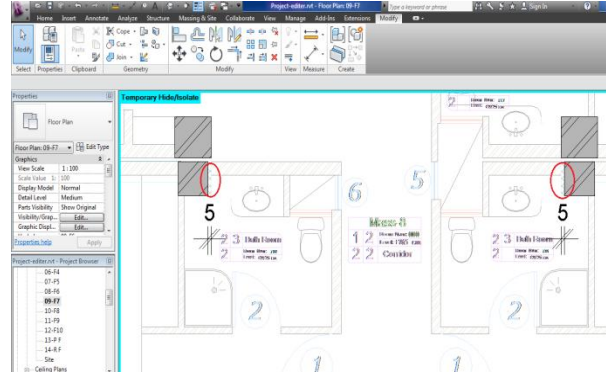 Project-editor.rvt - Floor Plan: 09-F7
Type a keyword or phrase
Sign In
Home Insert Annotate Analyze Structure Massing & Site Collaborate View Manage Add-Ins Extensions Modify
Modify
Paste
Cope
Cut
Join
Select Properties Clipboard Geometry Modify View Measure Create
Properties
Temporary Hide/Isolate
Floor Plan
Floor Plan: 09-F7 Edit Type
Graphics
View Scale 1 : 100
Scale Value 1: 100
Display Model Normal
Detail Level Medium
Parts Visibility Show Original
Visibility/Grap... Edit...
Graphic Displ... Edit...
Properties help Apply
Project-editor.rvt - Project Browser
06-F4
07-F5
08-F6
09-F7
10-F8
11-F9
12-F10
13-P F
14-R F
Site
Ceiling Plans
2
6 5
5 5
2 3 Bath Room
2
1 2
2 2 Corridor
2 3 Bath Room
2
2 2
1 1